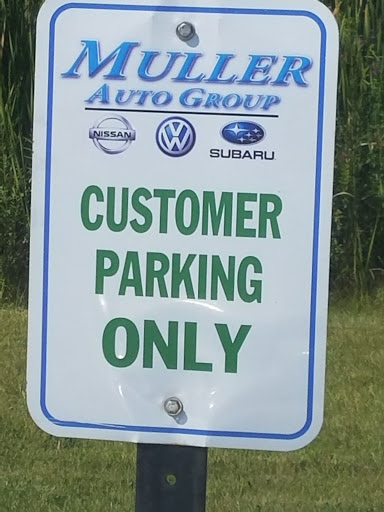 MULLER
AUTO GROUP
NISSAN
SUBARU
CUSTOMER
PARKING
ONLY